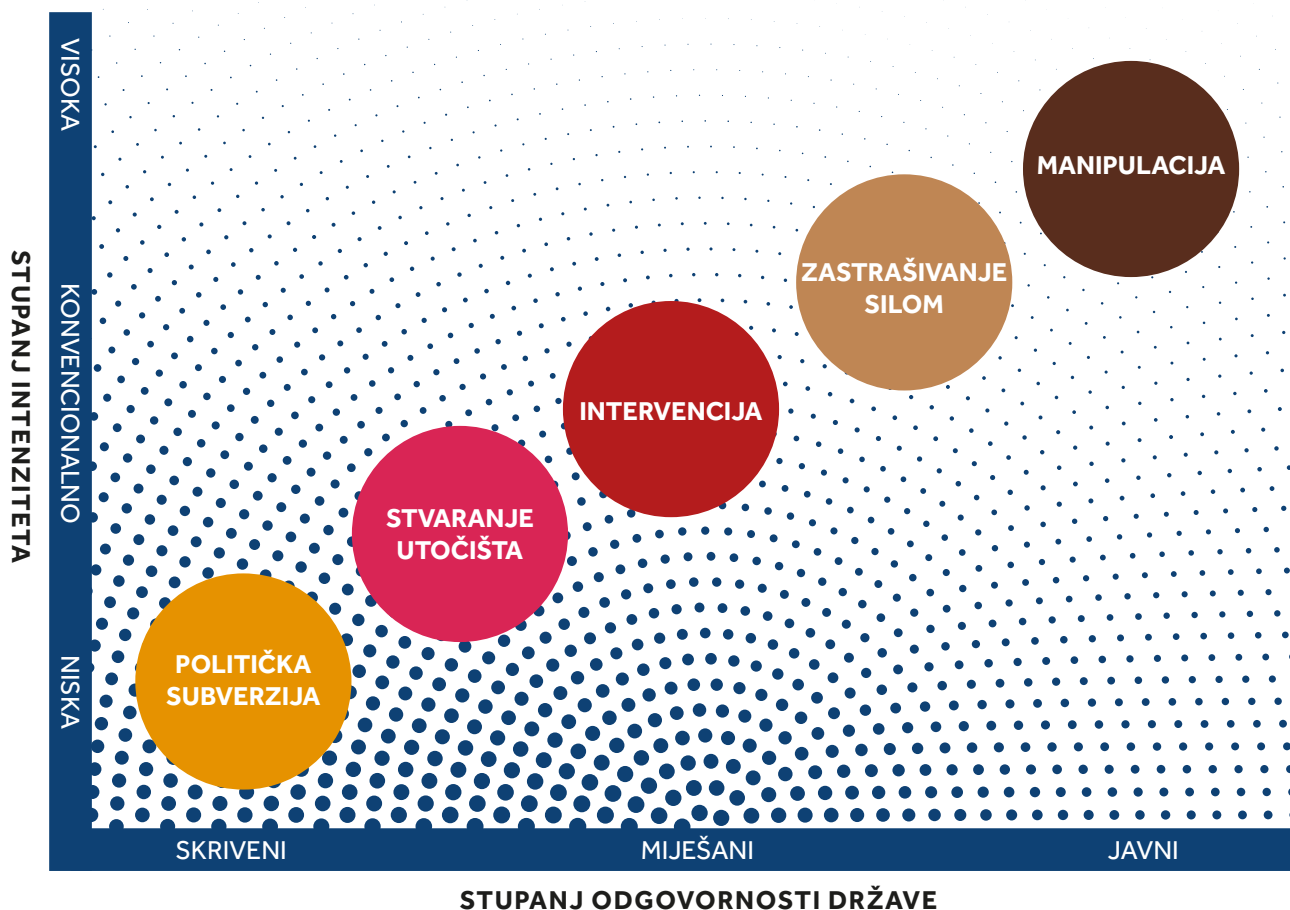 STUPANJ INTENZITETA
VISOKA
KONVENCIONALNO
NISKA
MANIPULACIJA
ZASTRAŠIVANJE
SILOM
INTERVENCIJA
STVARANJE
UTOČIŠTA
POLITIČKA
SUBVERZIJA
SKRIVENI
MIJEŠANI
JAVNI
STUPANJ ODGOVORNOSTI DRŽAVE